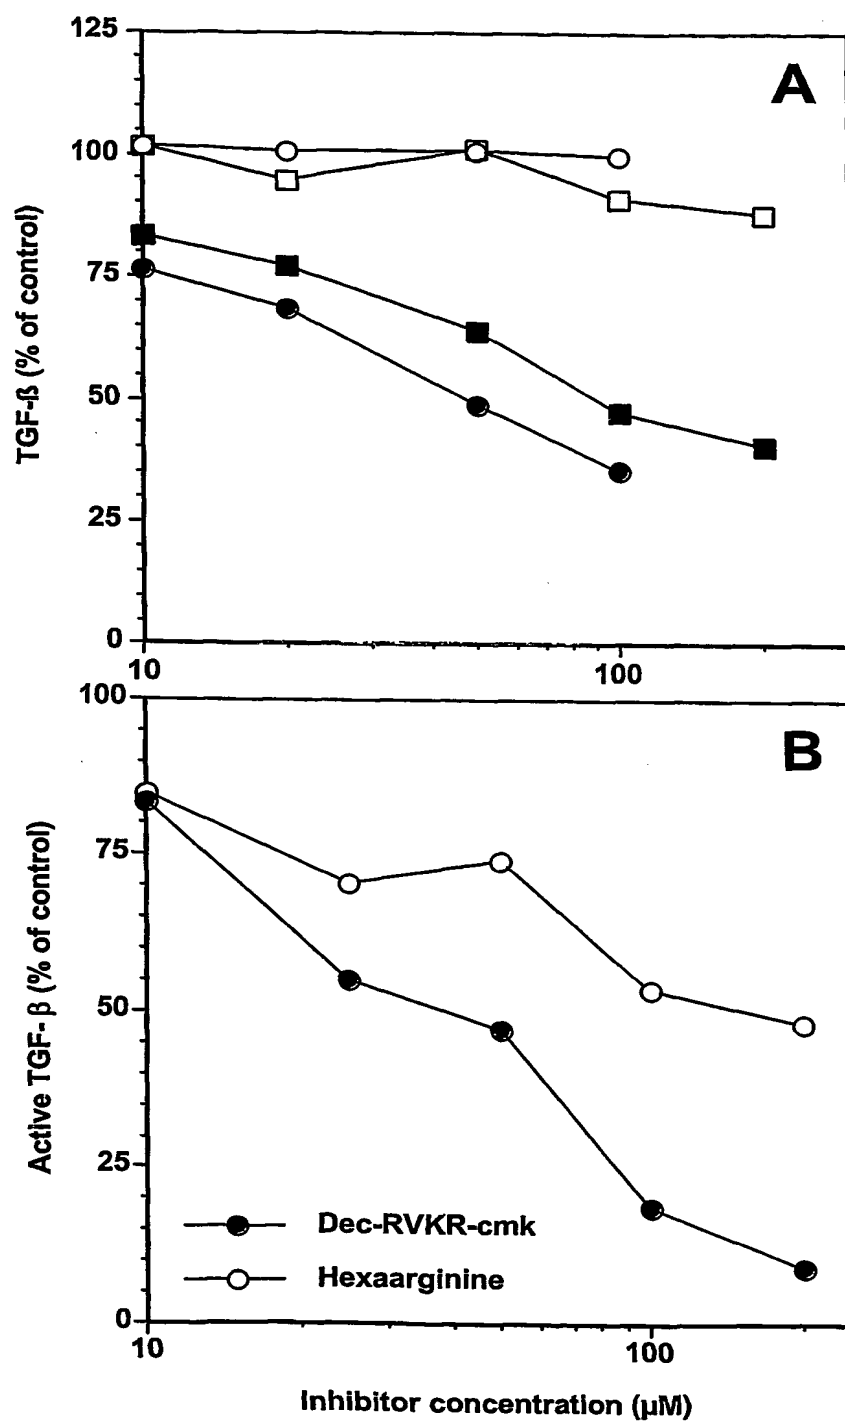 125
A
100
75
50
25
0
TGF-ß (% of control)
10
100
100
B
75
50
25
0
Active TGF- β (% of control)
Dec-RVKR-cmk
Hexaarginine
10
100
Inhibitor concentration (µM)